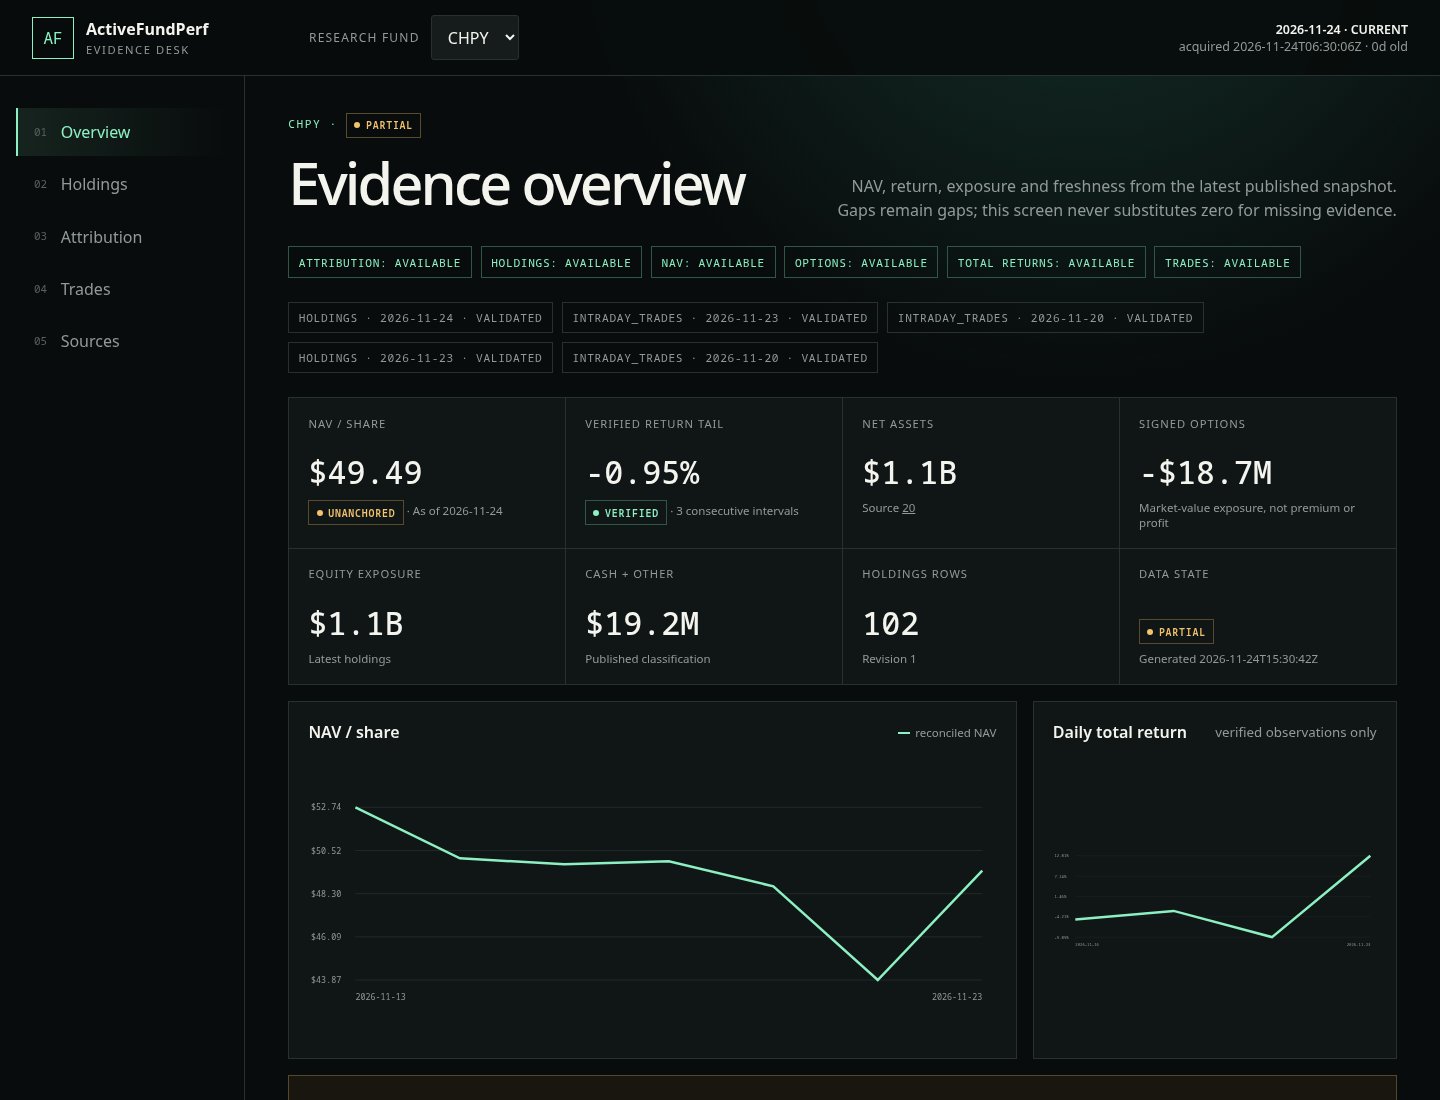 AF
ActiveFundPerf
EVIDENCE DESK
RESEARCH FUND
CHPY
2026-11-24 · CURRENT
acquired 2026-11-24T06:30:06Z · 0d old
01 Overview
02 Holdings
03 Attribution
04 Trades
05 Sources
CHPY · PARTIAL
Evidence overview
NAV, return, exposure and freshness from the latest published snapshot.
Gaps remain gaps; this screen never substitutes zero for missing evidence.
ATTRIBUTION: AVAILABLE
HOLDINGS: AVAILABLE
NAV: AVAILABLE
OPTIONS: AVAILABLE
TOTAL RETURNS: AVAILABLE
TRADES: AVAILABLE
HOLDINGS · 2026-11-24 · VALIDATED
INTRADAY_TRADES · 2026-11-23 · VALIDATED
INTRADAY_TRADES · 2026-11-20 · VALIDATED
HOLDINGS · 2026-11-23 · VALIDATED
INTRADAY_TRADES · 2026-11-20 · VALIDATED
NAV / SHARE
$49.49
UNANCHORED · As of 2026-11-24
VERIFIED RETURN TAIL
-0.95%
VERIFIED · 3 consecutive intervals
NET ASSETS
$1.1B
Source 20
SIGNED OPTIONS
-$18.7M
Market-value exposure, not premium or
profit
EQUITY EXPOSURE
$1.1B
Latest holdings
CASH + OTHER
$19.2M
Published classification
HOLDINGS ROWS
102
Revision 1
DATA STATE
PARTIAL
Generated 2026-11-24T15:30:42Z
NAV / share
reconciled NAV
$52.74
$50.52
$48.30
$46.09
$43.87
2026-11-13
2026-11-23
Daily total return
verified observations only